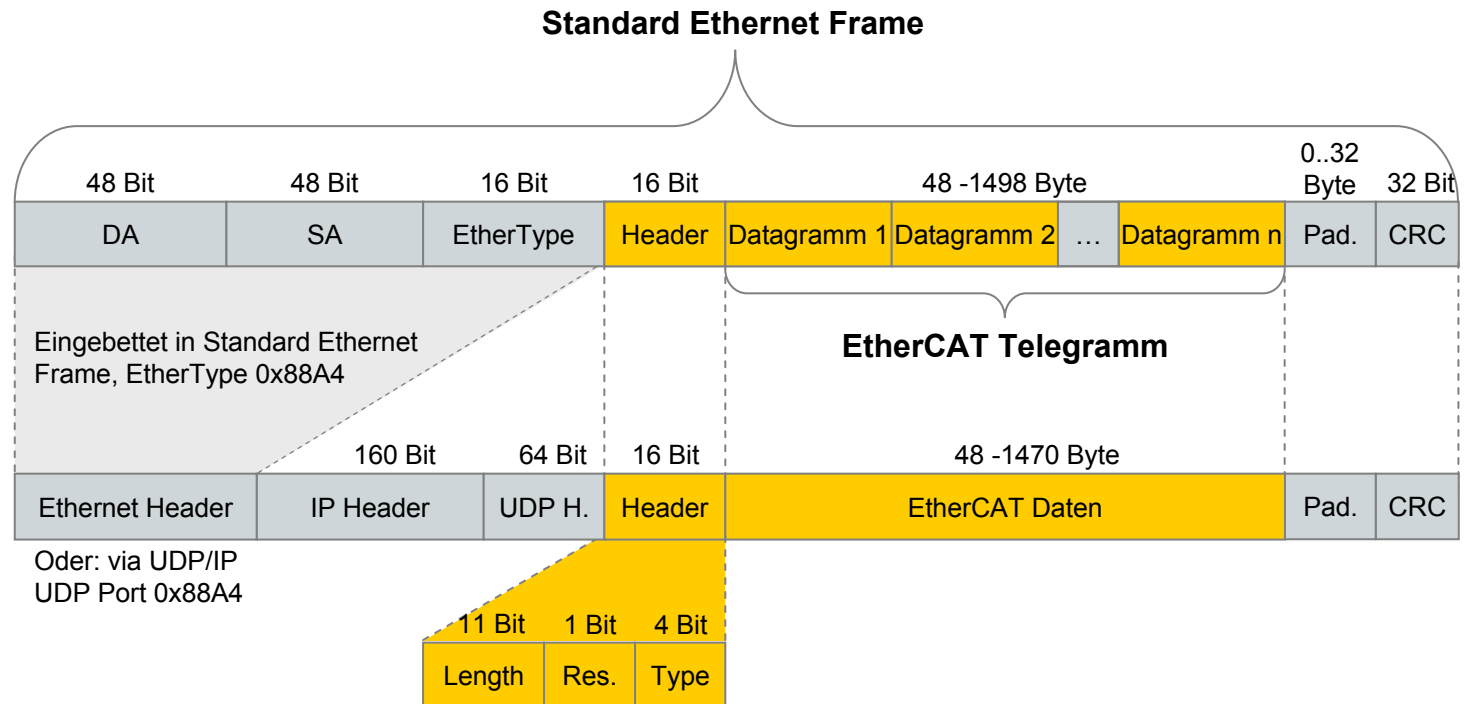 Standard Ethernet Frame
48 Bit 48 Bit 16 Bit 16 Bit 48 -1498 Byte 0..32 Byte 32 Bit
DA SA EtherType Header Datagramm 1 Datagramm 2 … Datagramm n Pad. CRC
Eingebettet in Standard Ethernet
Frame, EtherType 0x88A4
EtherCAT Telegramm
160 Bit 64 Bit 16 Bit 48 -1470 Byte
Ethernet Header IP Header UDP H. Header EtherCAT Daten Pad. CRC
Oder: via UDP/IP
UDP Port 0x88A4
11 Bit 1 Bit 4 Bit
Length Res. Type